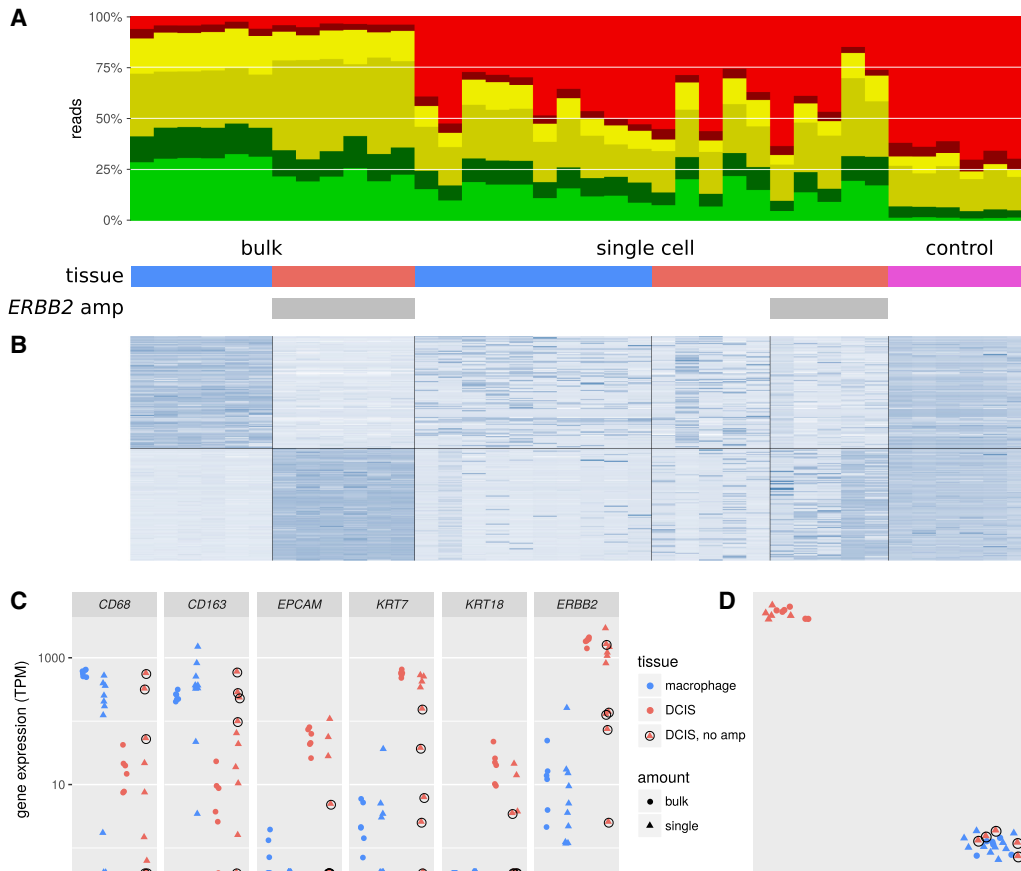 A
100%
75%
50%
25%
0%
reads
bulk single cell control
tissue
ERBB2 amp
B
C
CD68 CD163 EPCAM KRT7 KRT18 ERBB2
1000
10
gene expression (TPM)
tissue
macrophage
DCIS
DCIS, no amp
amount
bulk
single
D